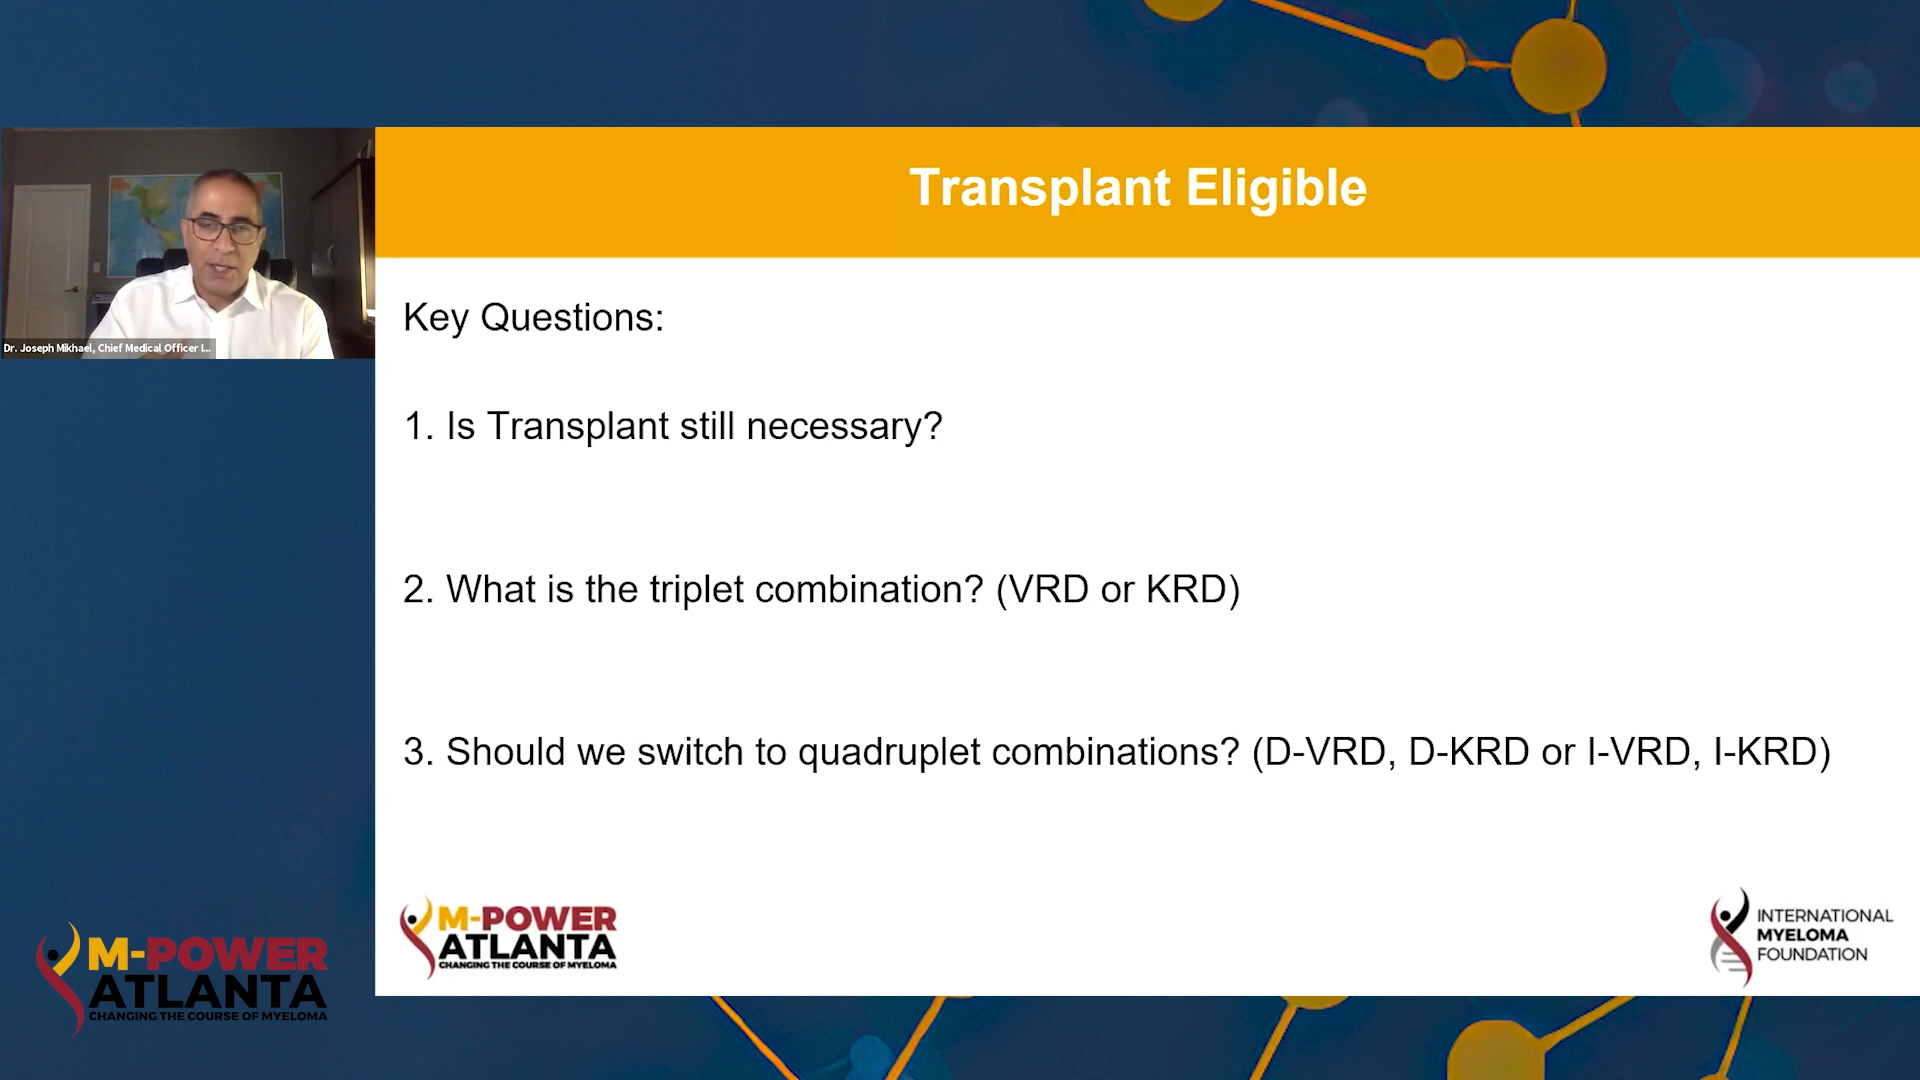 Transplant Eligible
Dr. Joseph Mikhael, Chief Medical Officer I...
Key Questions:
1. Is Transplant still necessary?
2. What is the triplet combination? (VRD or KRD)
3. Should we switch to quadruplet combinations? (D-VRD, D-KRD or I-VRD, I-KRD)
M-POWER
ATLANTA
CHANGING THE COURSE OF MYELOMA
INTERNATIONAL
MYELOMA
FOUNDATION
M-POWER
ATLANTA
CHANGING THE COURSE OF MYELOMA